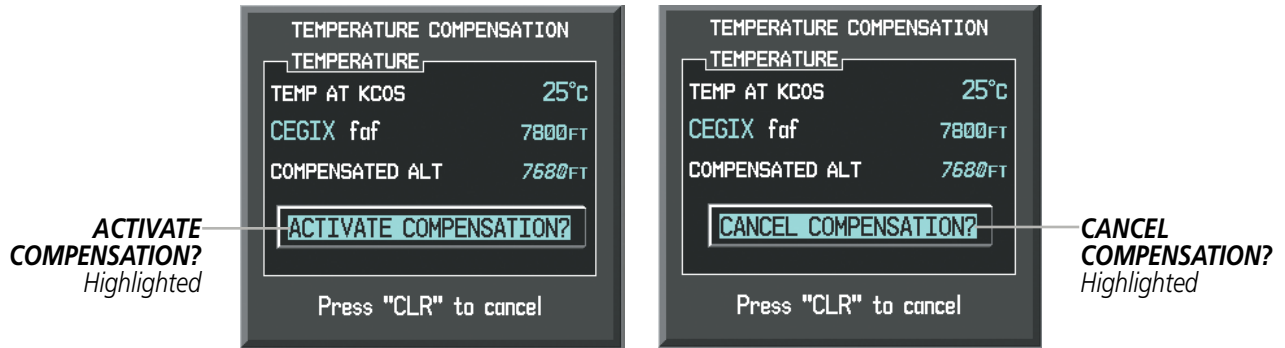 TEMPERATURE COMPENSATION
TEMPERATURE
TEMP AT KCOS 25°C
CEGIX faf 7800FT
COMPENSATED ALT 7680FT
ACTIVATE COMPENSATION?
Press "CLR" to cancel
ACTIVATE
COMPENSATION?
Highlighted
TEMPERATURE COMPENSATION
TEMPERATURE
TEMP AT KCOS 25°C
CEGIX faf 7800FT
COMPENSATED ALT 7680FT
CANCEL COMPENSATION?
Press "CLR" to cancel
CANCEL
COMPENSATION?
Highlighted